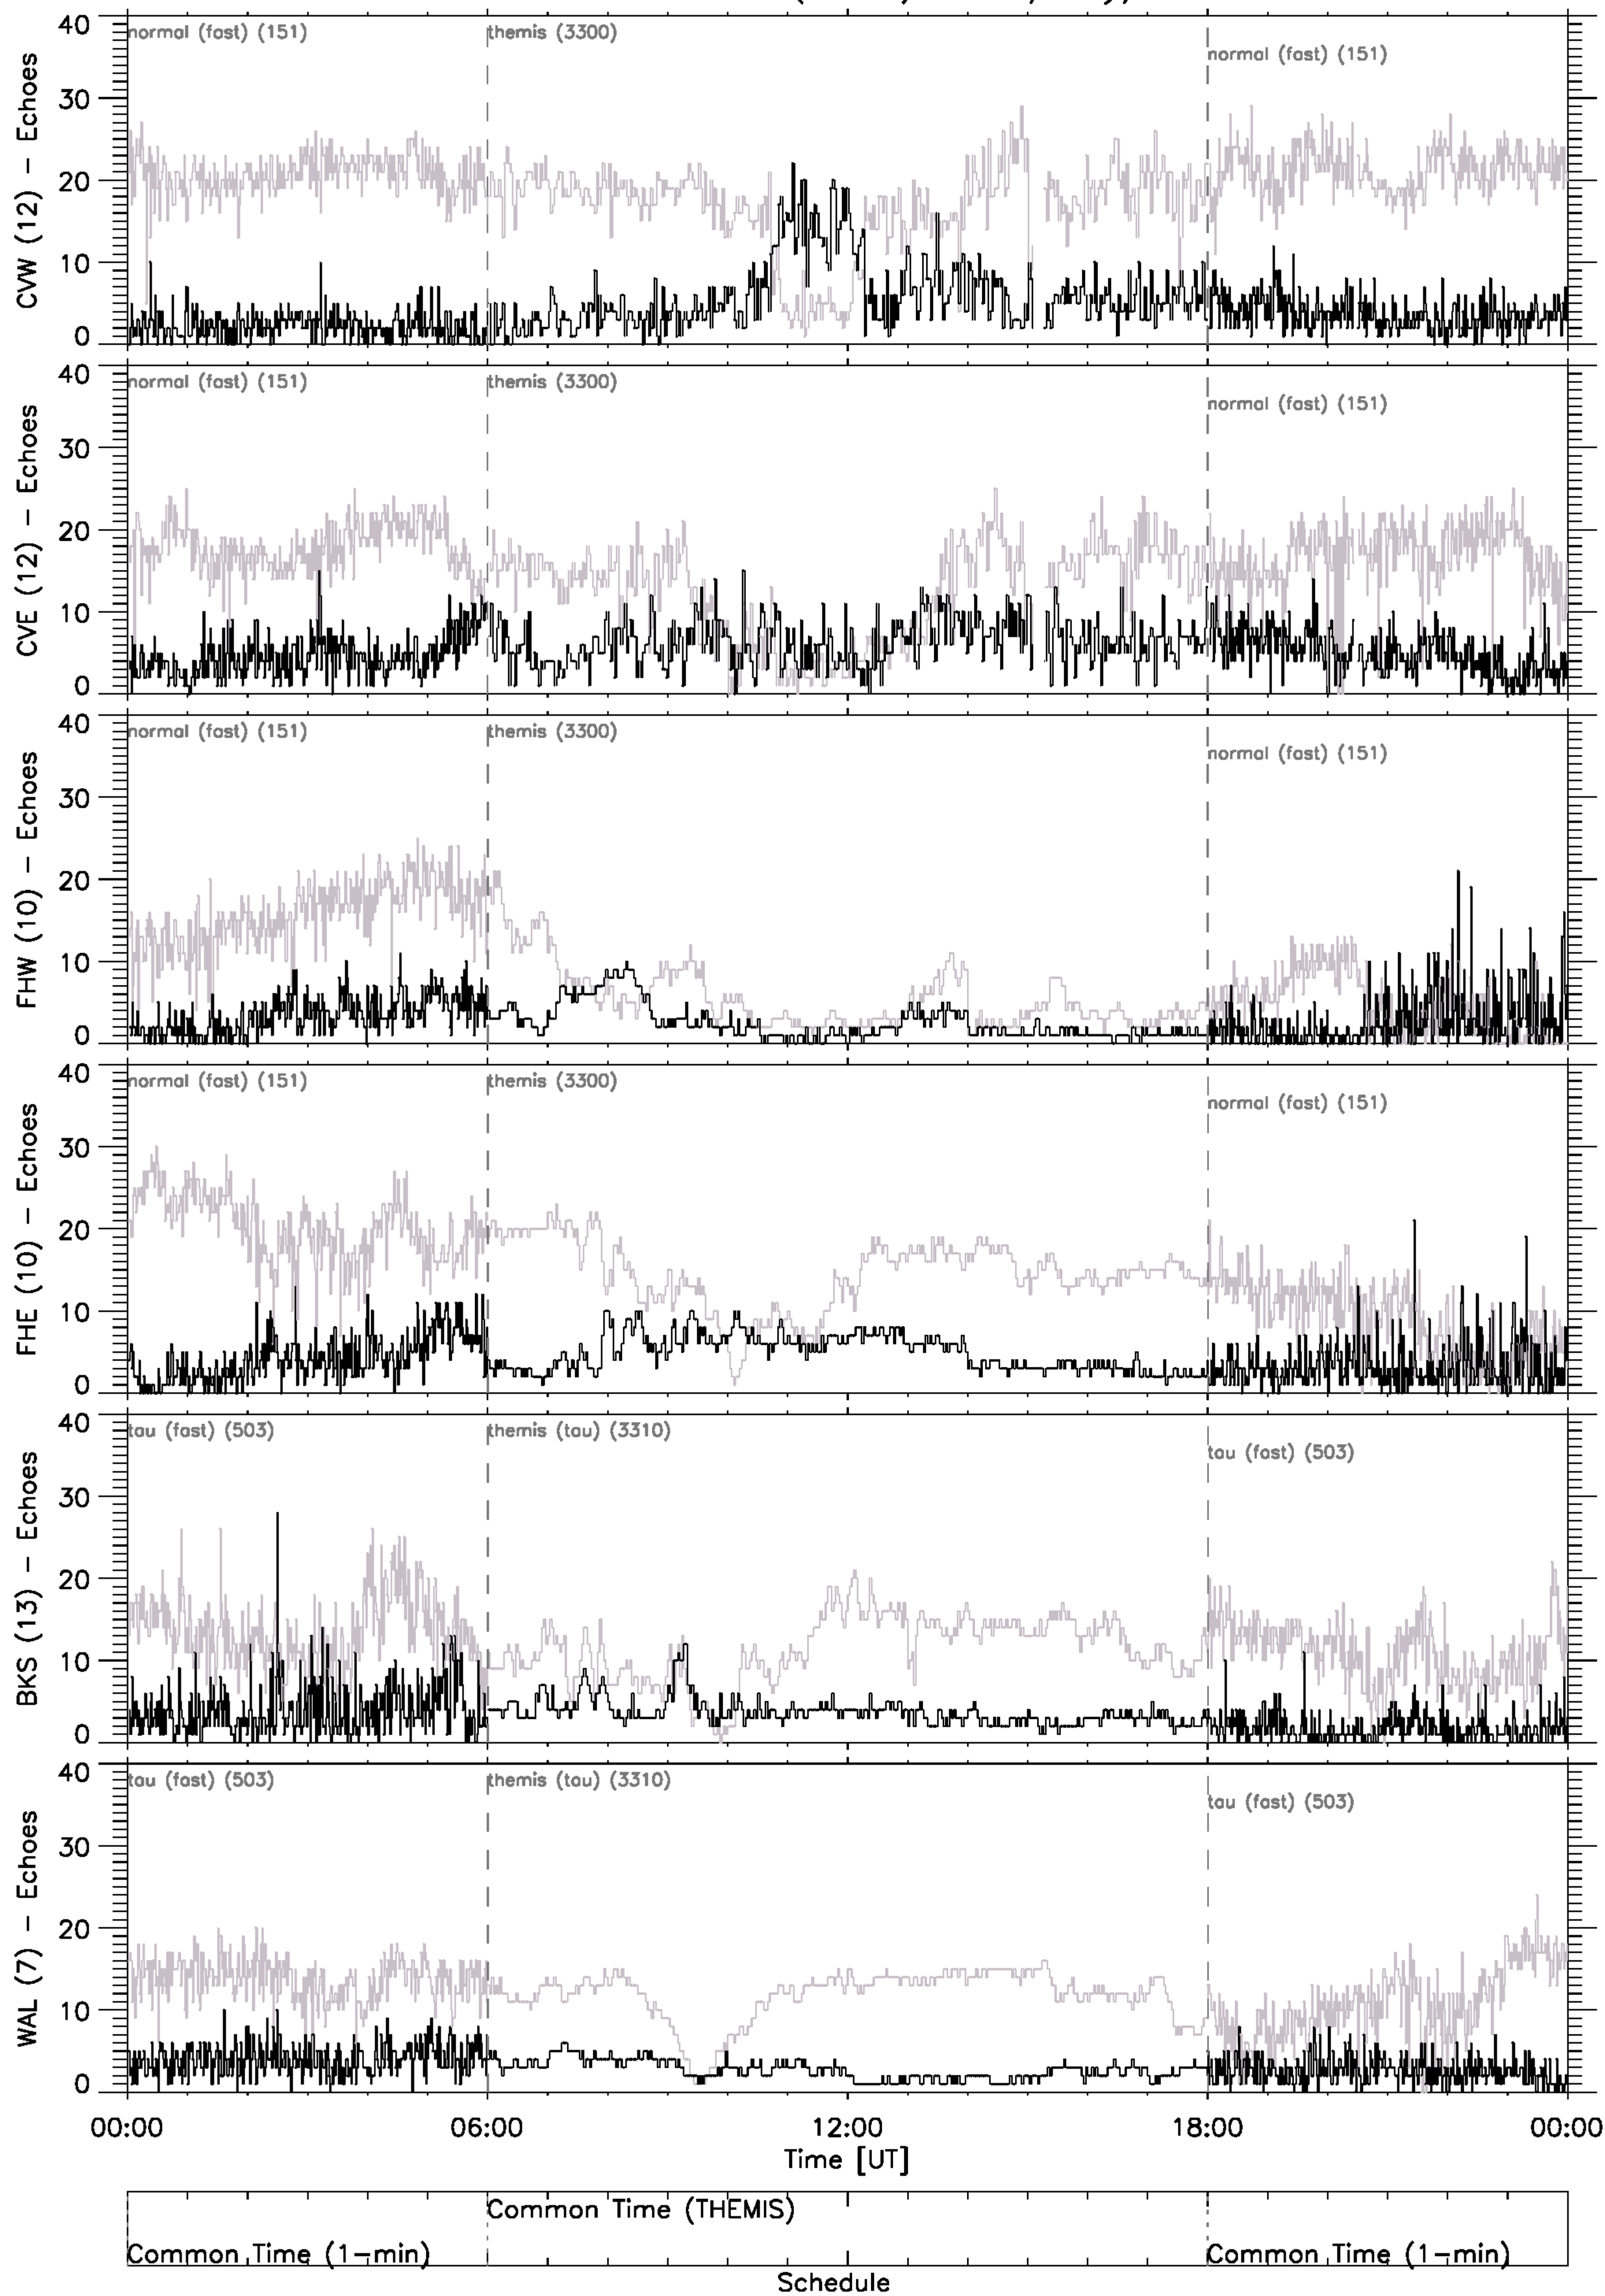 40
normal (fast) (151)
themis (3300)
normal (fast) (151)
30
20
10
0
CVW (12) – Echoes
40
normal (fast) (151)
themis (3300)
normal (fast) (151)
30
20
10
0
CVE (12) – Echoes
40
normal (fast) (151)
themis (3300)
normal (fast) (151)
30
20
10
0
FHW (10) – Echoes
40
normal (fast) (151)
themis (3300)
normal (fast) (151)
30
20
10
0
FHE (10) – Echoes
40
tau (fast) (503)
themis (tau) (3310)
tau (fast) (503)
30
20
10
0
BKS (13) – Echoes
40
tau (fast) (503)
themis (tau) (3310)
tau (fast) (503)
30
20
10
0
WAL (7) – Echoes
00:00 06:00 12:00 18:00 00:00
Time [UT]
Common Time (THEMIS)
Common Time (1–min) Common Time (1–min)
Schedule